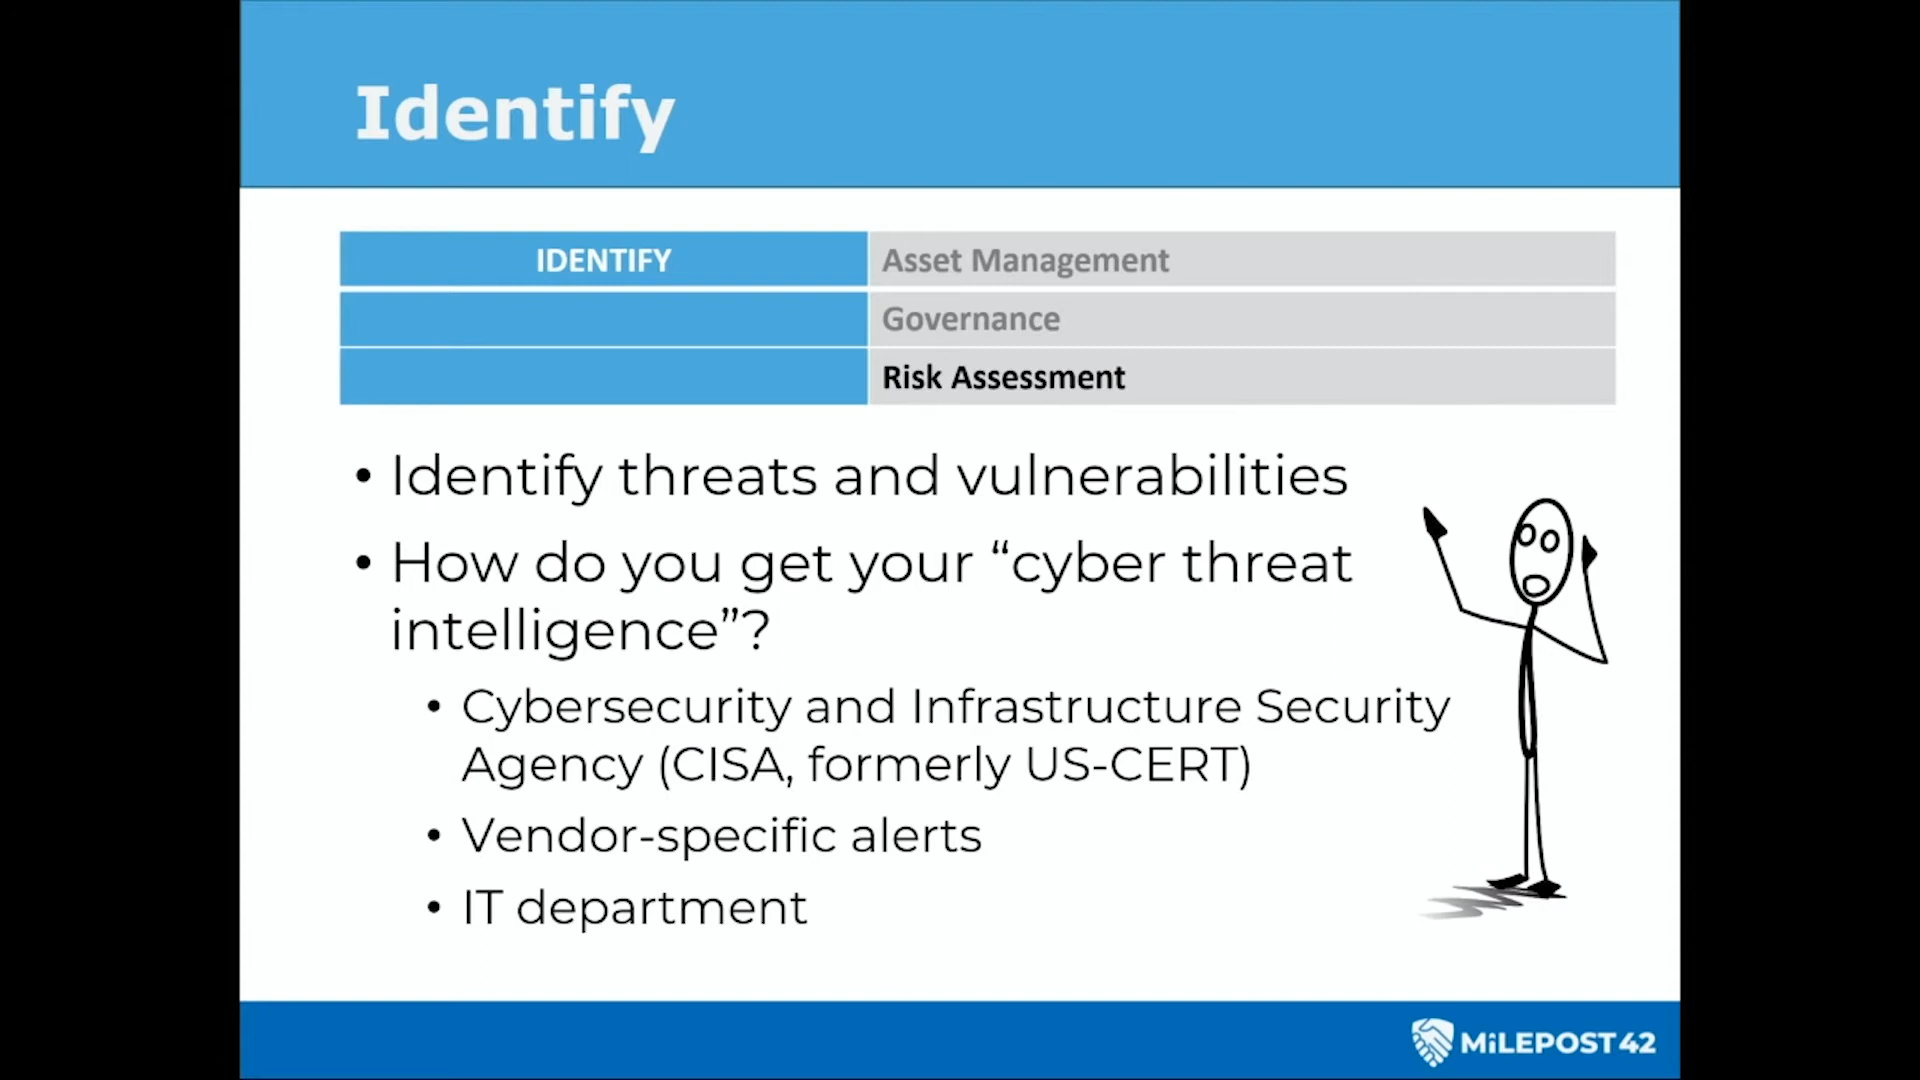 Identify
IDENTIFY
Asset Management
Governance
Risk Assessment
• Identify threats and vulnerabilities
• How do you get your “cyber threat
intelligence”?
• Cybersecurity and Infrastructure Security
Agency (CISA, formerly US-CERT)
• Vendor-specific alerts
• IT department
MiLEPOST42